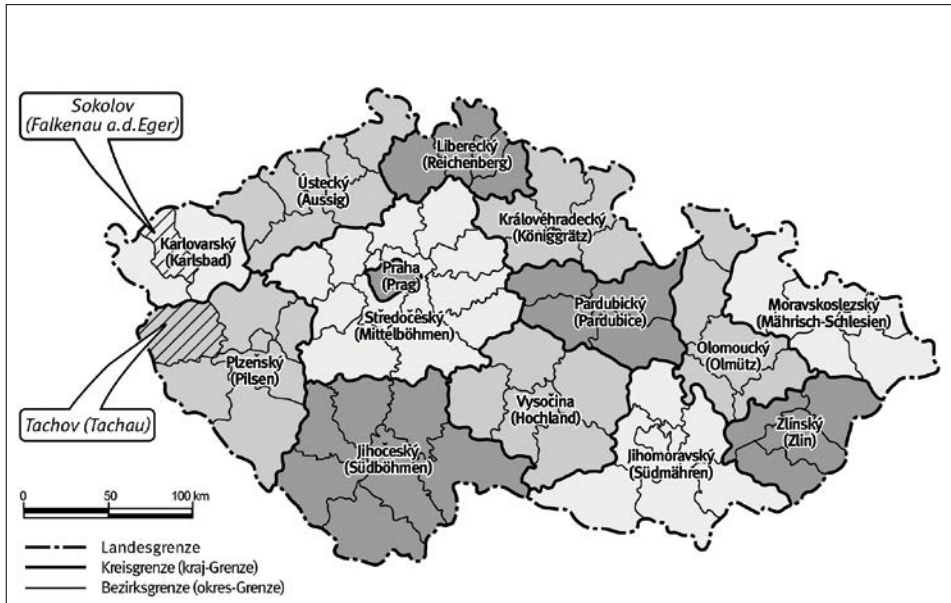 Sokolov
(Falkenau a.d.Eger)
Liberecký
(Reichenberg)
Ústecký
(Aussig)
Královéhradecký
(Königgrätz)
Karlovarský
(Karlsbad)
Praha
(Prag)
Pardubický
(Pardubice)
Moravskoslezský
(Mährisch-Schlesien)
Středočeský
(Mittelböhmen)
Olomoucký
(Olmütz)
Plzeňský
(Pilsen)
Tachov (Tachau)
Vysočina
(Hochland)
Zlínský
(Zlin)
Jihočeský
(Südböhmen)
Jihomoravský
(Südmähren)
0 50 100 km
Landesgrenze
Kreisgrenze (kraj-Grenze)
Bezirksgrenze (okres-Grenze)